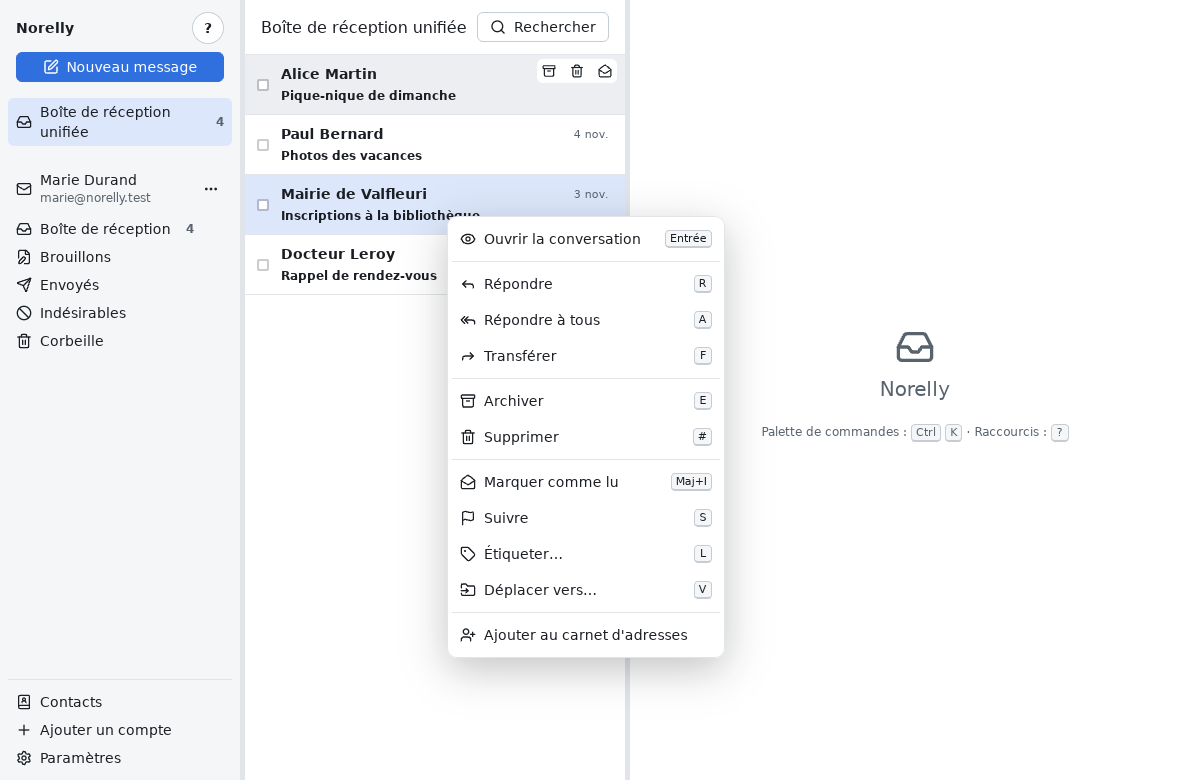 Norelly
?
Nouveau message
Boîte de réception
unifiée
4
Marie Durand
marie@norelly.test
Boîte de réception 4
Brouillons
Envoyés
Indésirables
Corbeille
Contacts
Ajouter un compte
Paramètres
Boîte de réception unifiée
Rechercher
Alice Martin
Pique-nique de dimanche
Paul Bernard 4 nov.
Photos des vacances
Mairie de Valfleuri 3 nov.
Inscriptions à la bibliothèque
Docteur Leroy
Rappel de rendez-vous
Ouvrir la conversation Entrée
Répondre R
Répondre à tous A
Transférer F
Archiver E
Supprimer #
Marquer comme lu Maj+I
Suivre S
Étiqueter… L
Déplacer vers… V
Ajouter au carnet d'adresses
Norelly
Palette de commandes : Ctrl K · Raccourcis : ?